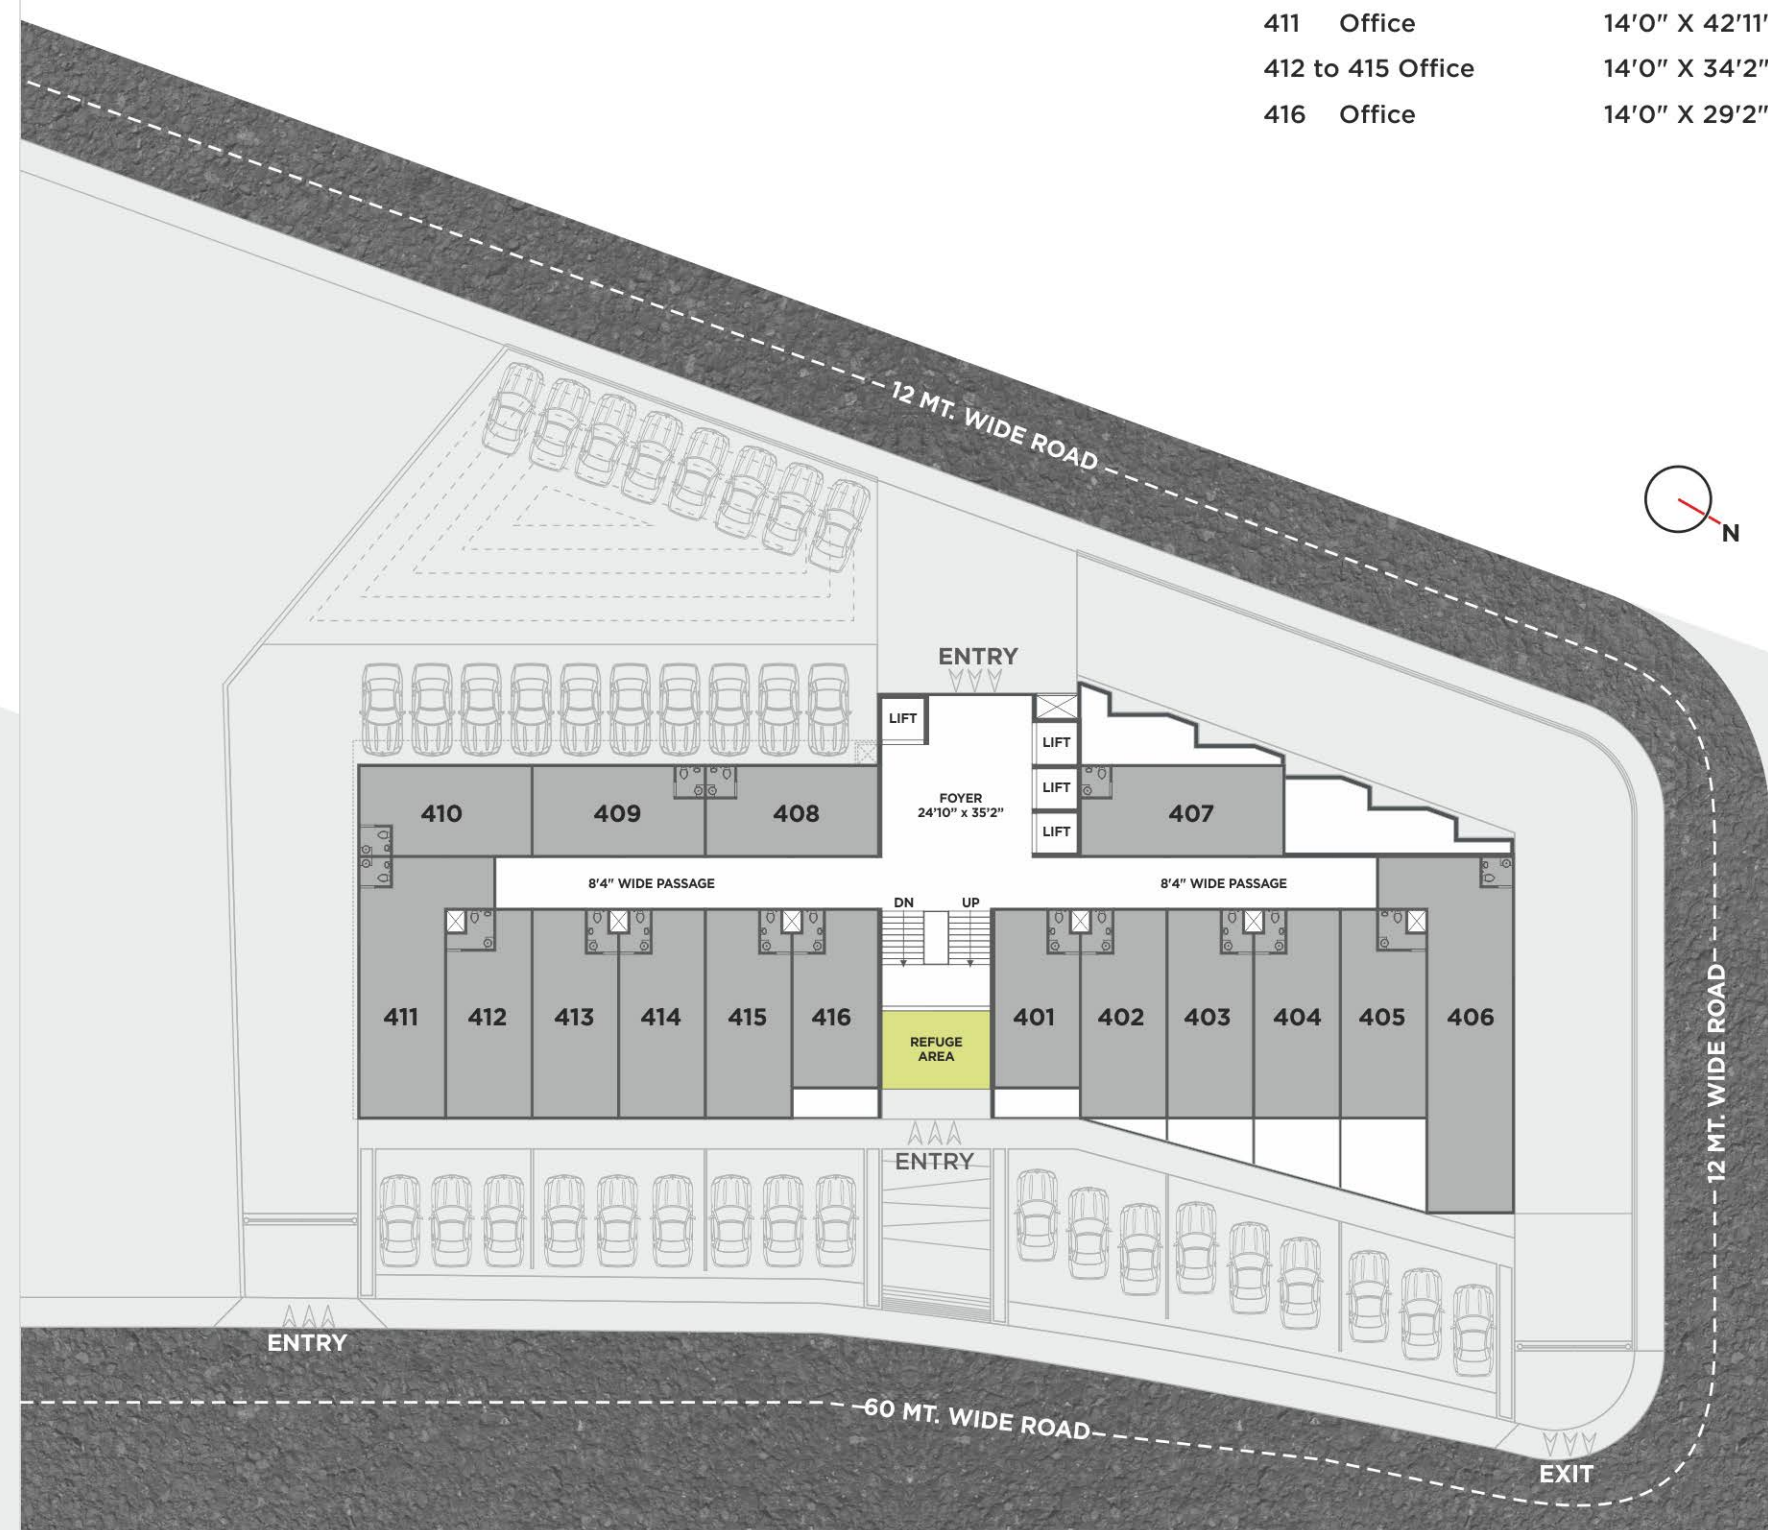 411 Office 14'0" X 42'11"
412 to 415 Office 14'0" X 34'2"
416 Office 14'0" X 29'2"
12 MT. WIDE ROAD
N
ENTRY
LIFT
LIFT
LIFT
LIFT
FOYER
24'10" x 35'2"
410
409
408
407
8'4" WIDE PASSAGE
8'4" WIDE PASSAGE
DN
UP
411
412
413
414
415
416
401
402
403
404
405
406
REFUGE
AREA
12 MT. WIDE ROAD
ENTRY
ENTRY
60 MT. WIDE ROAD
EXIT